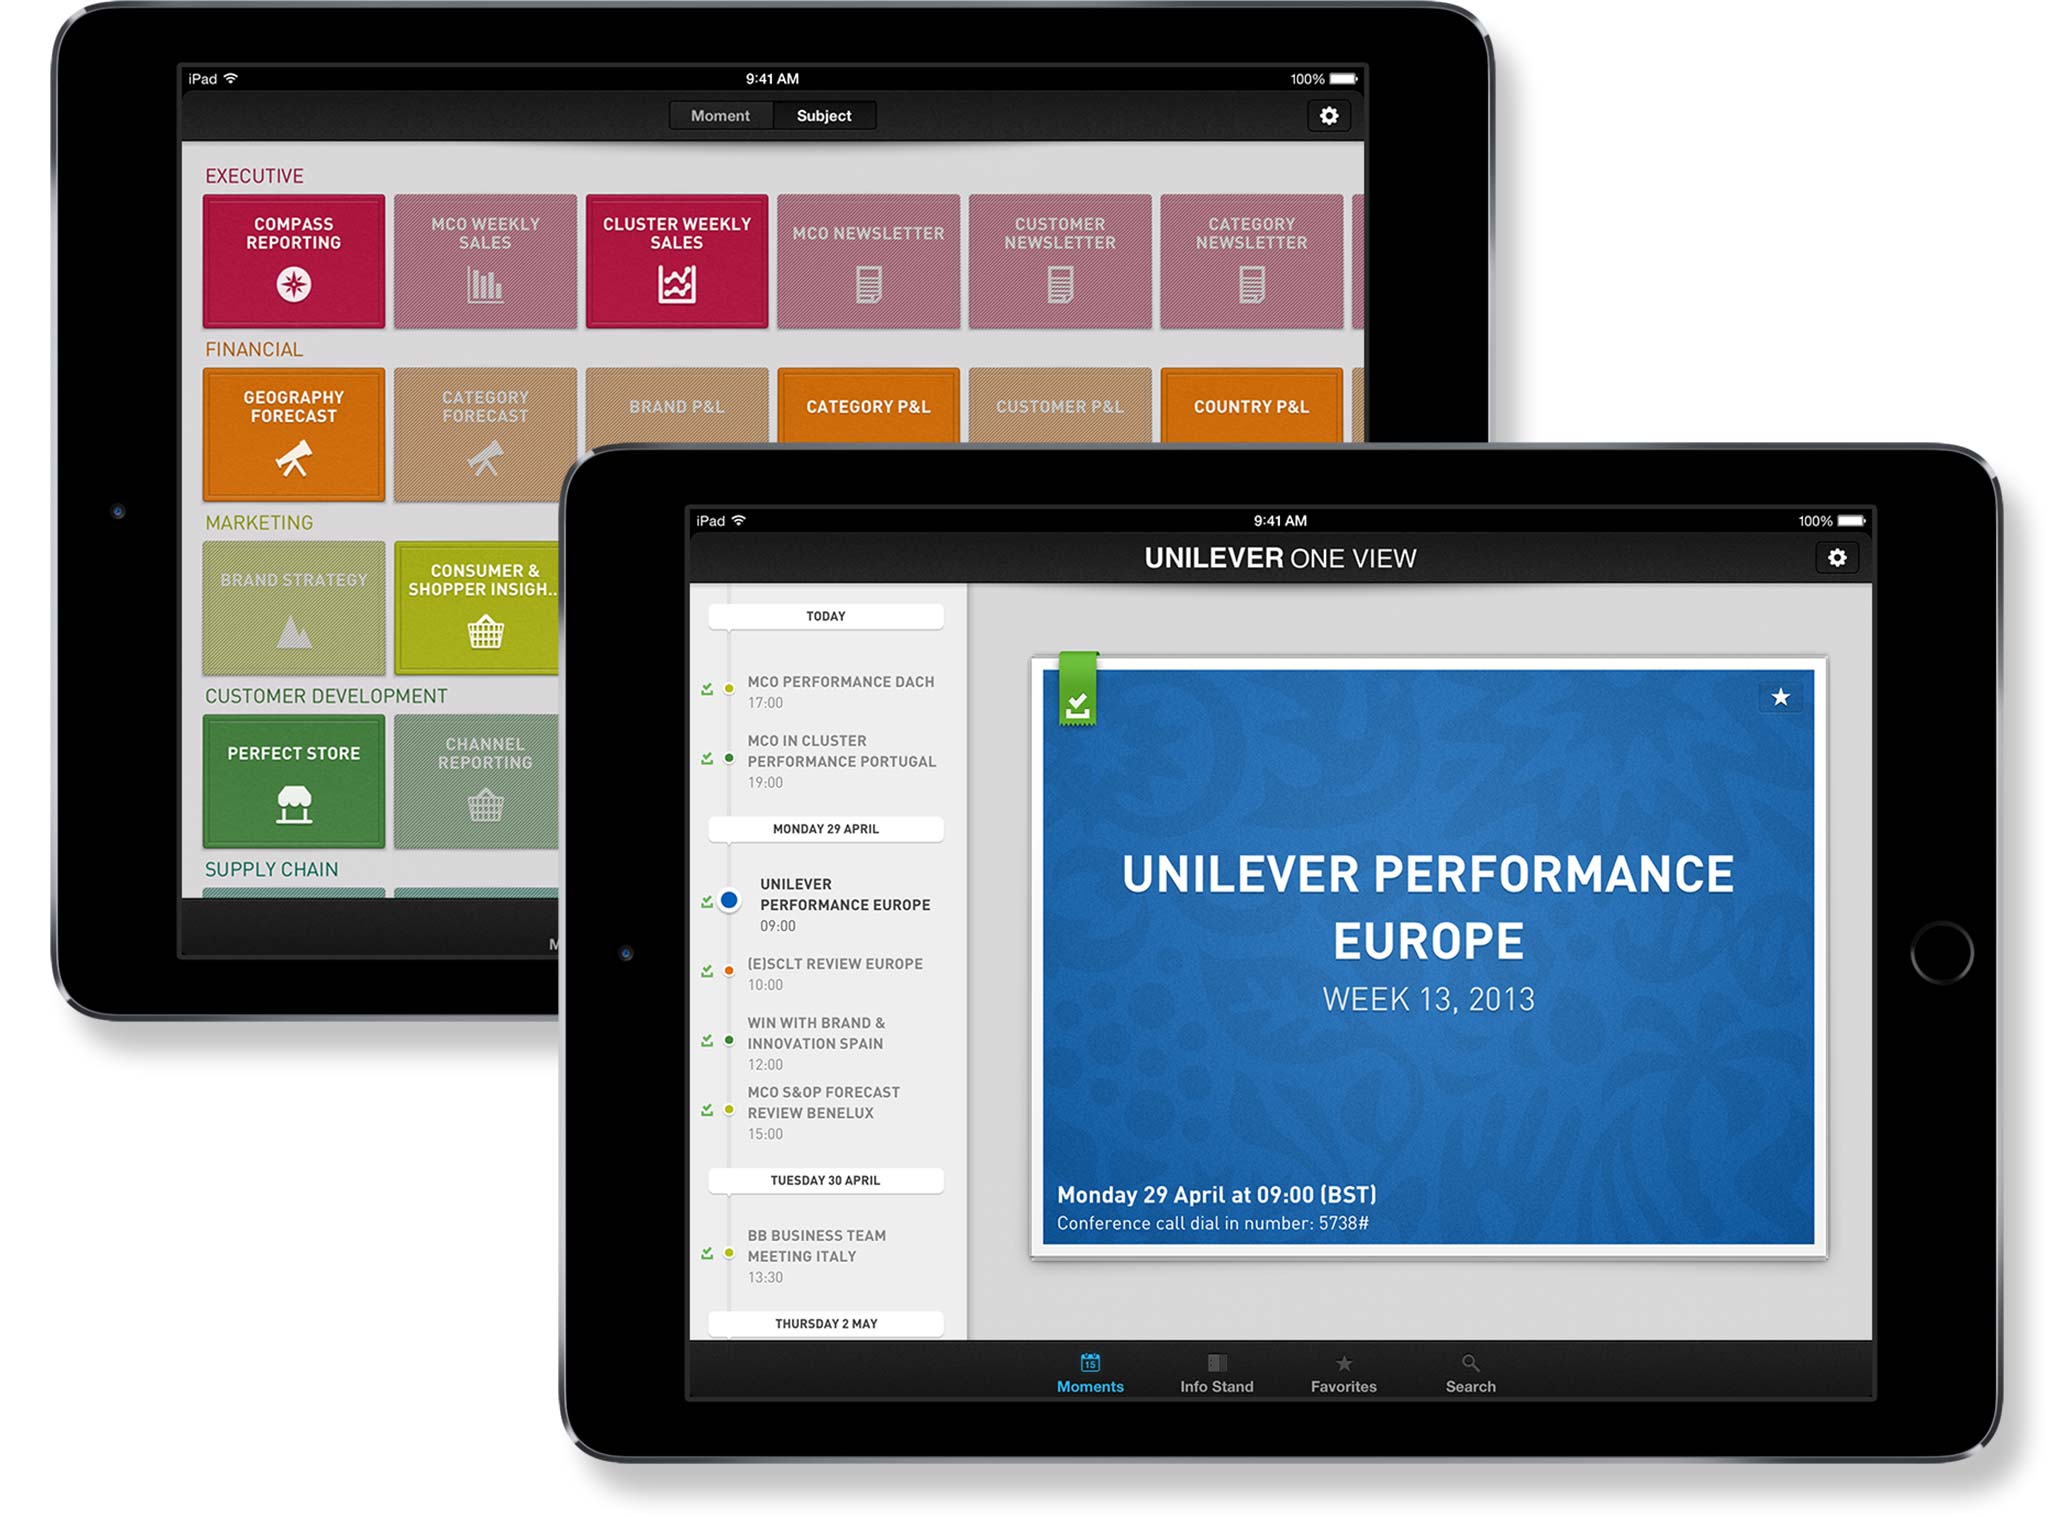 iPad
9:41 AM
100%
Moment
Subject
EXECUTIVE
COMPASS
REPORTING
MCO WEEKLY
SALES
CLUSTER WEEKLY
SALES
MCO NEWSLETTER
CUSTOMER
NEWSLETTER
CATEGORY
NEWSLETTER
FINANCIAL
GEOGRAPHY
FORECAST
CATEGORY
FORECAST
BRAND P&L
CATEGORY P&L
CUSTOMER P&L
COUNTRY P&L
MARKETING
BRAND STRATEGY
CONSUMER &
SHOPPER INSIGH..
CUSTOMER DEVELOPMENT
PERFECT STORE
CHANNEL
REPORTING
SUPPLY CHAIN
M
iPad
9:41 AM
100%
UNILEVER ONE VIEW
TODAY
MCO PERFORMANCE DACH
17:00
MCO IN CLUSTER
PERFORMANCE PORTUGAL
19:00
MONDAY 29 APRIL
UNILEVER
PERFORMANCE EUROPE
09:00
(E)SCLT REVIEW EUROPE
10:00
WIN WITH BRAND &
INNOVATION SPAIN
12:00
MCO S&OP FORECAST
REVIEW BENELUX
15:00
TUESDAY 30 APRIL
BB BUSINESS TEAM
MEETING ITALY
13:30
THURSDAY 2 MAY
UNILEVER PERFORMANCE
EUROPE
WEEK 13, 2013
Monday 29 April at 09:00 (BST)
Conference call dial in number: 5738#
15
Moments
Info Stand
Favorites
Search